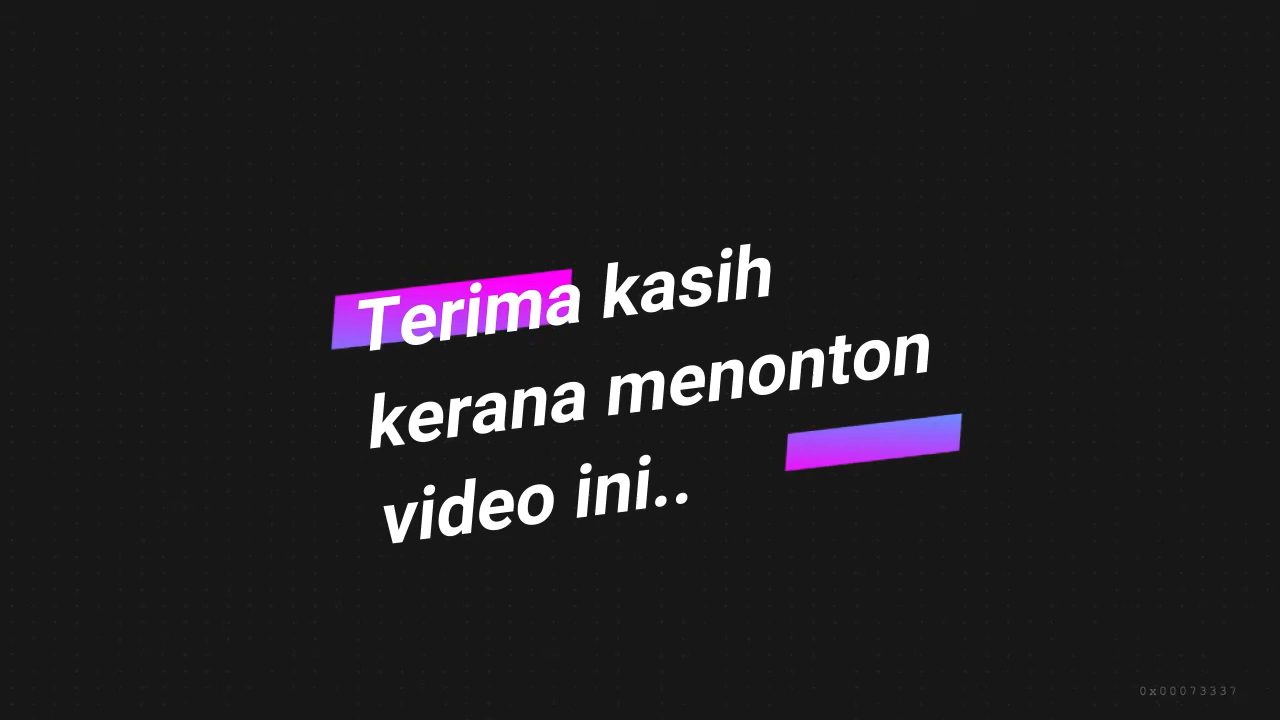 Terima kasih
kerana menonton
video ini..
0x00073337